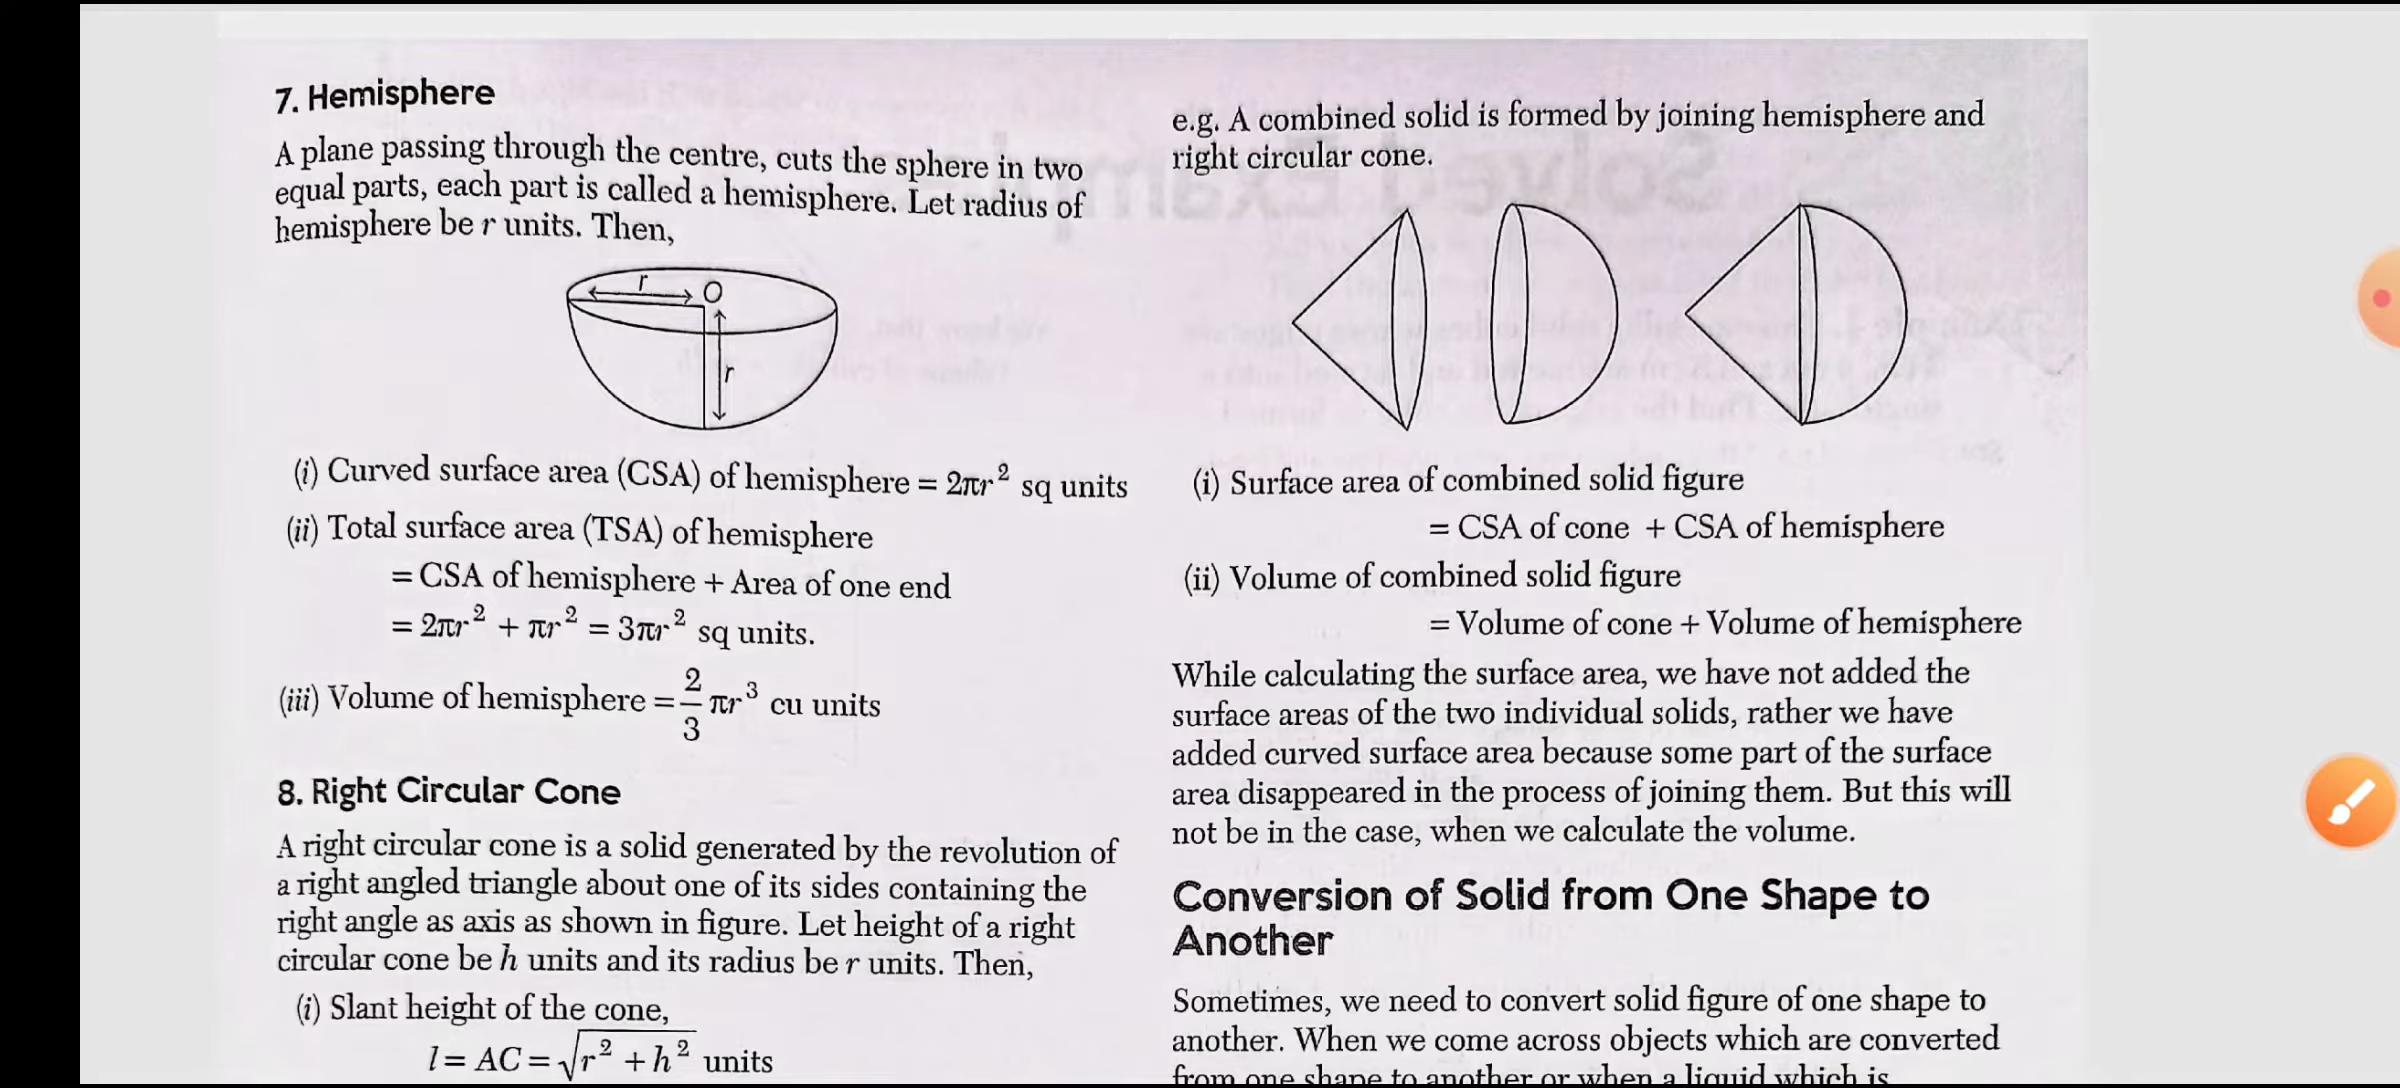 7. Hemisphere
A plane passing through the centre, cuts the sphere in two
equal parts, each part is called a hemisphere. Let radius of
hemisphere be r units. Then,
r
O
r
(i) Curved surface area (CSA) of hemisphere = 2πr² sq units
(ii) Total surface area (TSA) of hemisphere
= CSA of hemisphere + Area of one end
= 2πr² + πr² = 3πr² sq units.
(iii) Volume of hemisphere = 2/3 πr³ cu units
8. Right Circular Cone
A right circular cone is a solid generated by the revolution of
a right angled triangle about one of its sides containing the
right angle as axis as shown in figure. Let height of a right
circular cone be h units and its radius be r units. Then,
(i) Slant height of the cone,
l = AC = √r² + h² units
e.g. A combined solid is formed by joining hemisphere and
right circular cone.
(i) Surface area of combined solid figure
= CSA of cone + CSA of hemisphere
(ii) Volume of combined solid figure
= Volume of cone + Volume of hemisphere
While calculating the surface area, we have not added the
surface areas of the two individual solids, rather we have
added curved surface area because some part of the surface
area disappeared in the process of joining them. But this will
not be in the case, when we calculate the volume.
Conversion of Solid from One Shape to
Another
Sometimes, we need to convert solid figure of one shape to
another. When we come across objects which are converted
from one shape to another or when a liquid which is